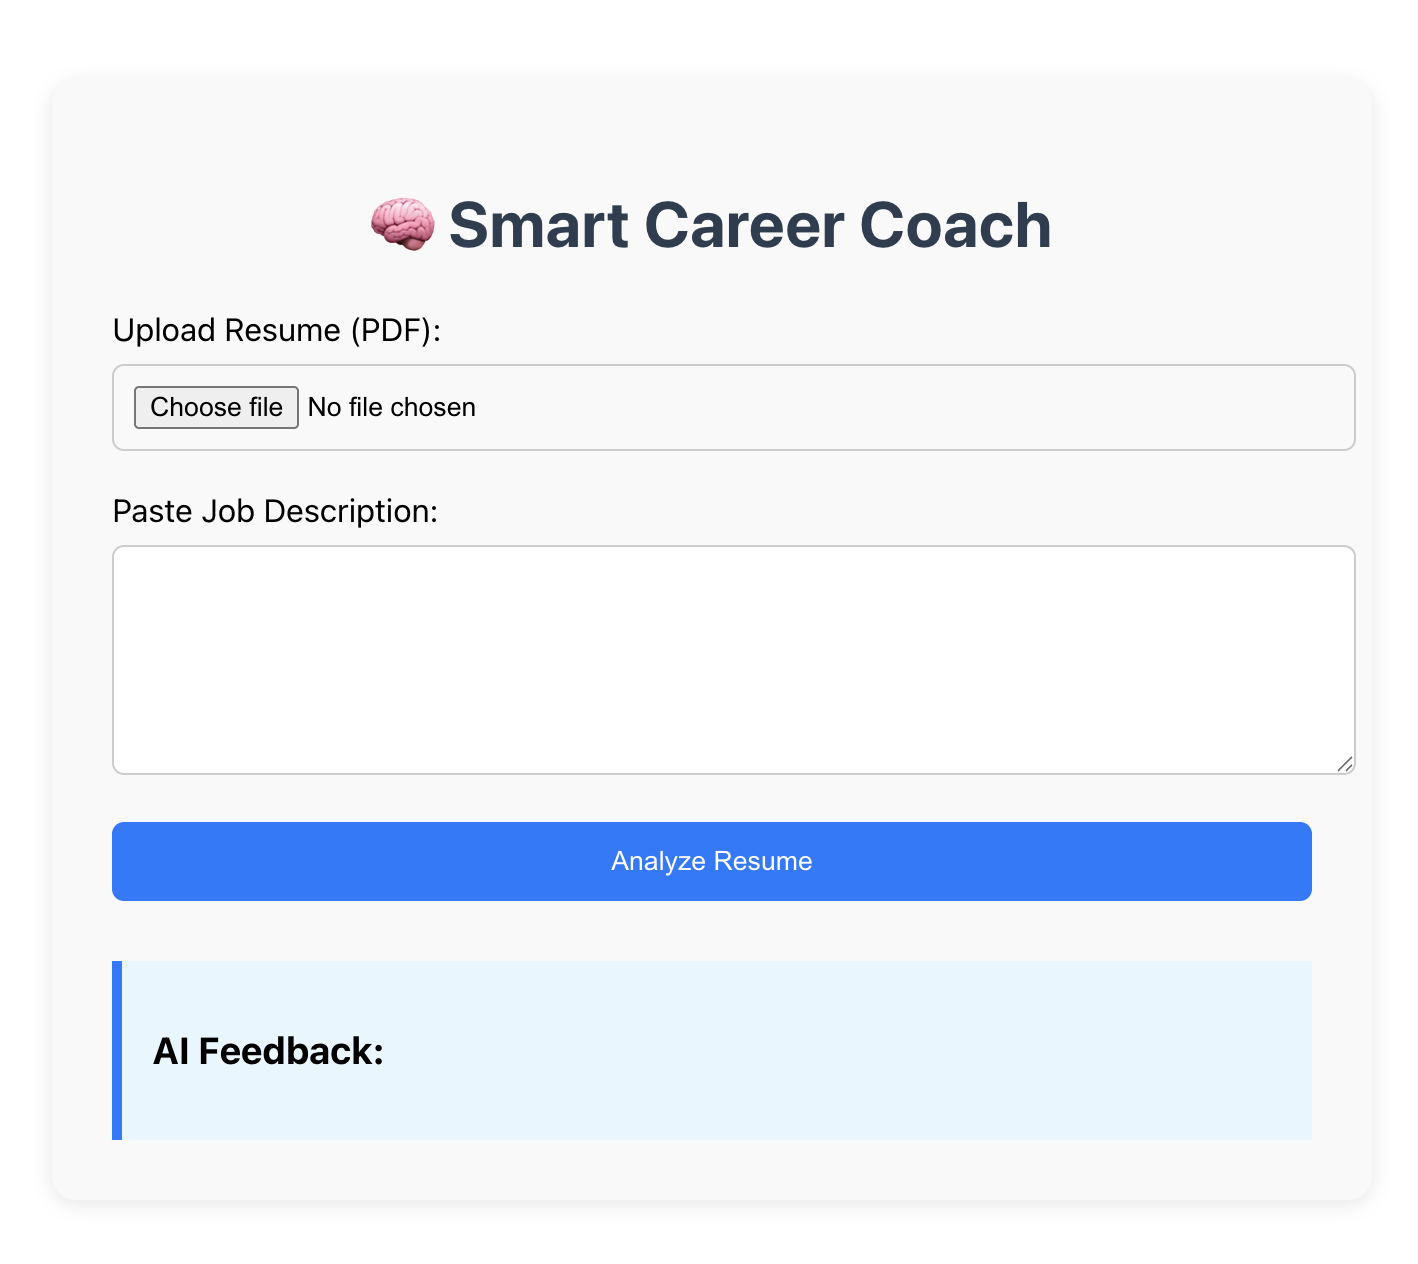 🧠 Smart Career Coach
Upload Resume (PDF):
Choose file No file chosen
Paste Job Description:
Analyze Resume
AI Feedback: